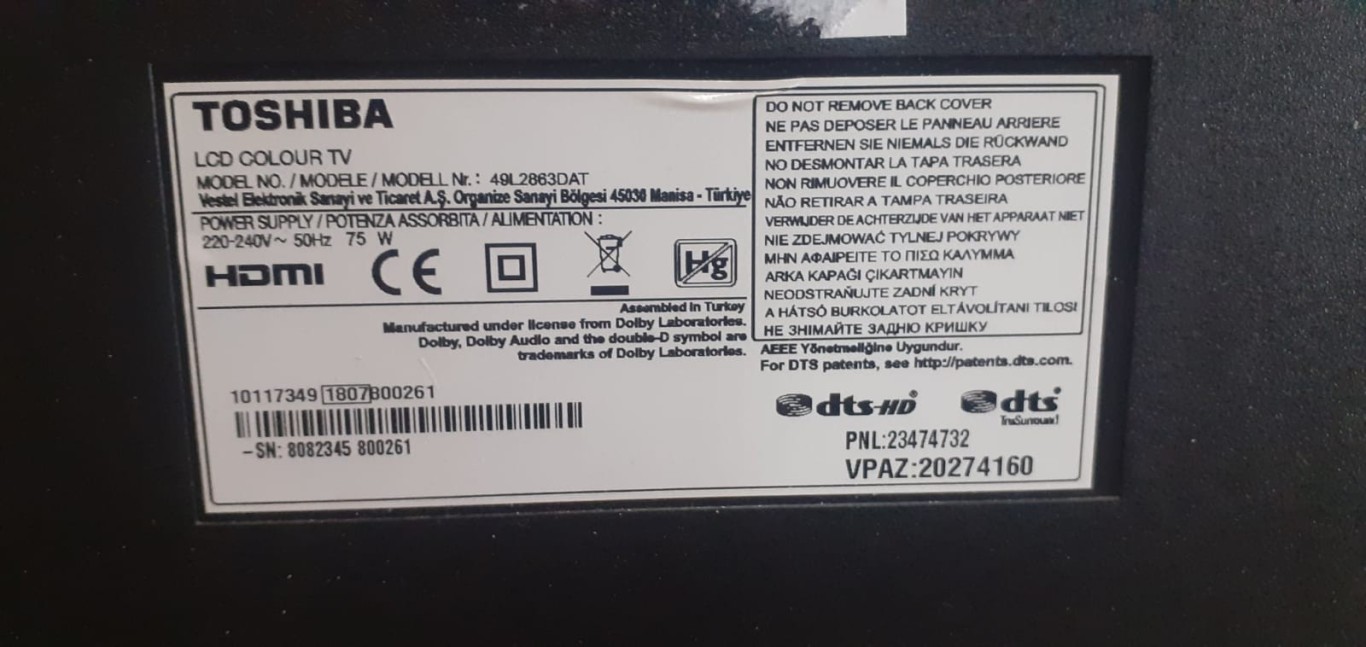 TOSHIBA
LCD COLOUR TV
MODEL NO. / MODELE / MODELL Nr. : 49L2863DAT
Vestel Elektronik Sanayi ve Ticaret A.Ş. Organize Sanayi Bölgesi 45030 Manisa - Türkiye
POWER SUPPLY / POTENZA ASSORBITA / ALIMENTATION :
220-240V~ 50Hz 75 W
HDMI CE Hg
Assembled in Turkey
Manufactured under license from Dolby Laboratories.
Dolby, Dolby Audio and the double-D symbol are
trademarks of Dolby Laboratories.
10117349 1807800261
-SN: 8082345 800261
DO NOT REMOVE BACK COVER
NE PAS DEPOSER LE PANNEAU ARRIERE
ENTFERNEN SIE NIEMALS DIE RÜCKWAND
NO DESMONTAR LA TAPA TRASERA
NON RIMUOVERE IL COPERCHIO POSTERIORE
NÃO RETIRAR A TAMPA TRASEIRA
VERWIJDER DE ACHTERZIJDE VAN HET APPARAAT NIET
NIE ZDEJMOWAĆ TYLNEJ POKRYWY
ΜΗΝ ΑΦΑΙΡΕΙΤΕ ΤΟ ΠΙΣΩ ΚΑΛΥΜΜΑ
ARKA KAPAĞI ÇIKARTMAYIN
NEODSTRAŇUJTE ZADNÍ KRYT
A HÁTSÓ BURKOLATOT ELTÁVOLÍTANI TILOS!
НЕ ЗНІМАЙТЕ ЗАДНЮ КРИШКУ
AEEE Yönetmeliğine Uygundur.
For DTS patents, see http://patents.dts.com.
dts-HD dts
TruSurround
PNL:23474732
VPAZ:20274160